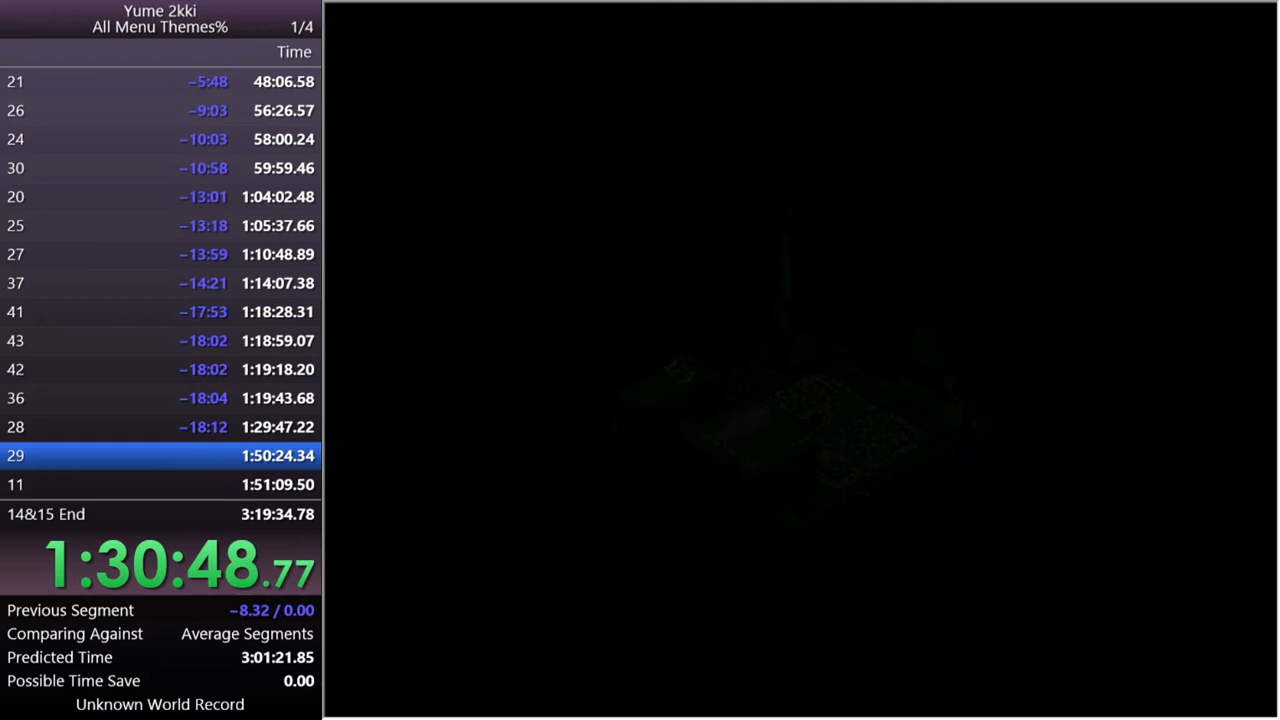 Yume 2kki
All Menu Themes% 1/4
Time
21 −5:48 48:06.58
26 −9:03 56:26.57
24 −10:03 58:00.24
30 −10:58 59:59.46
20 −13:01 1:04:02.48
25 −13:18 1:05:37.66
27 −13:59 1:10:48.89
37 −14:21 1:14:07.38
41 −17:53 1:18:28.31
43 −18:02 1:18:59.07
42 −18:02 1:19:18.20
36 −18:04 1:19:43.68
28 −18:12 1:29:47.22
29 1:50:24.34
11 1:51:09.50
14&15 End 3:19:34.78
1:30:48.77
Previous Segment −8.32 / 0.00
Comparing Against Average Segments
Predicted Time 3:01:21.85
Possible Time Save 0.00
Unknown World Record